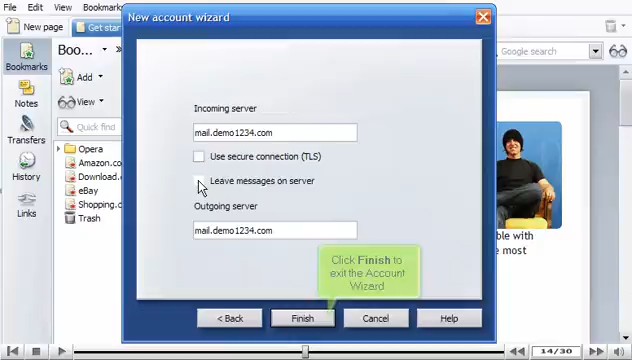 File Edit View Bookmarks
New account wizard
New page
Get star
Google search
Bookmarks
Notes
Transfers
History
Links
Boo...
Add
View
Quick find
Opera
Amazon.co
Download.
eBay
Shopping.c
Trash
Incoming server
mail.demo1234.com
Use secure connection (TLS)
Leave messages on server
Outgoing server
mail.demo1234.com
Click Finish to
exit the Account
Wizard
< Back
Finish
Cancel
Help
ble with
e most
14/30